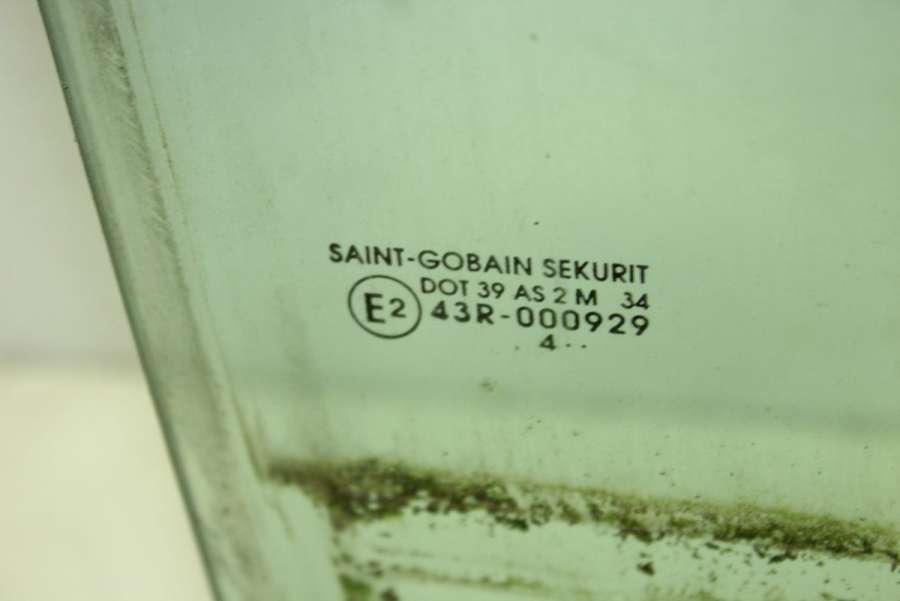 SAINT-GOBAIN SEKURIT
DOT 39 AS 2 M 34
E2 43R-000929
. 4 . .